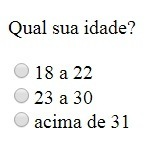 Qual sua idade?
18 a 22
23 a 30
acima de 31